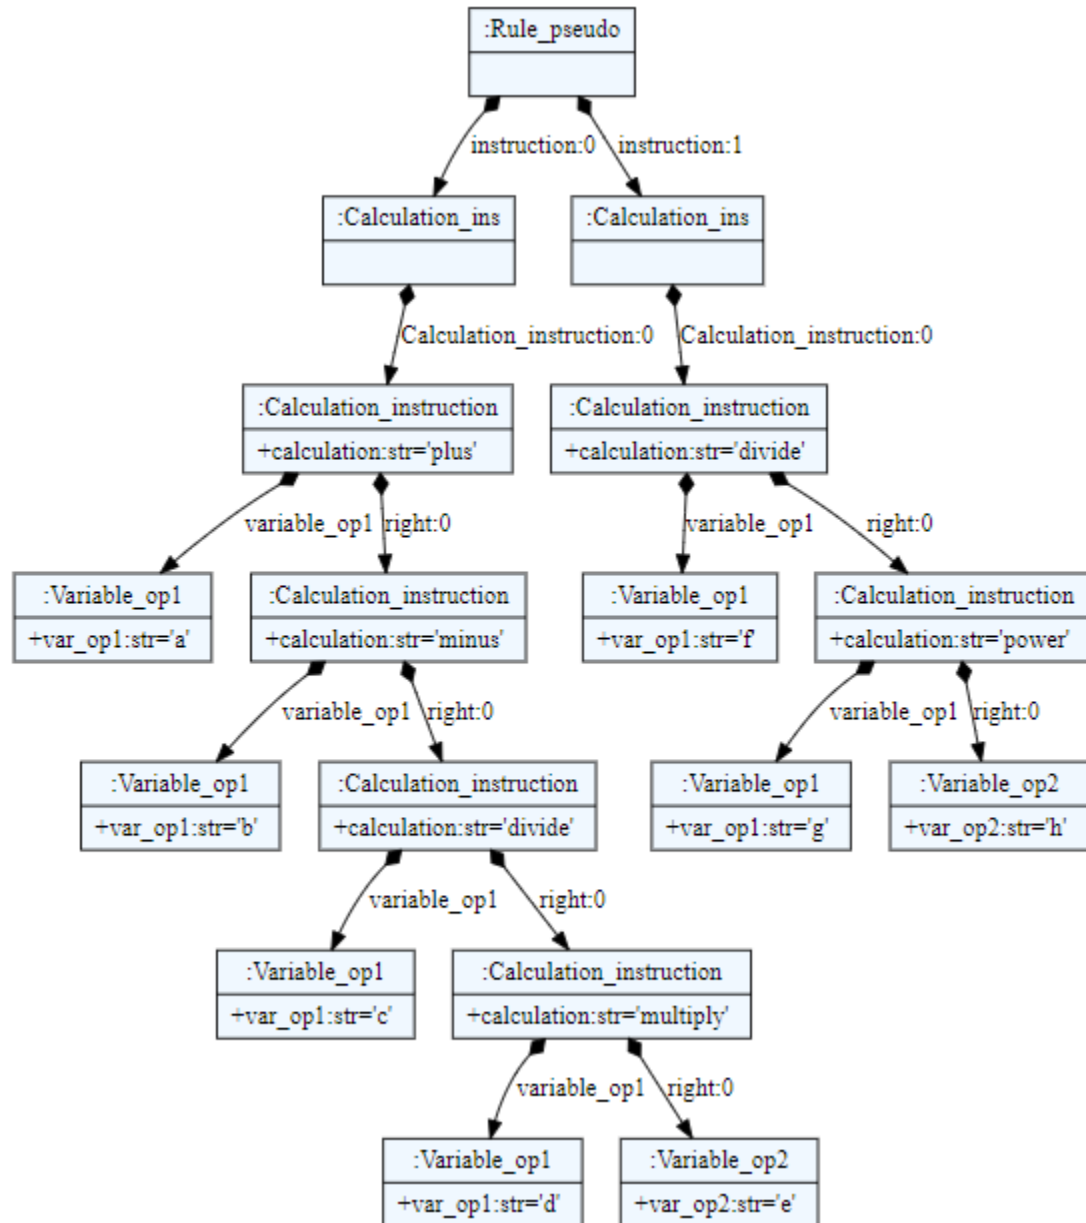 :Rule_pseudo
instruction:0
instruction:1
:Calculation_ins
:Calculation_ins
Calculation_instruction:0
Calculation_instruction:0
:Calculation_instruction
+calculation:str='plus'
:Calculation_instruction
+calculation:str='divide'
variable_op1
right:0
variable_op1
right:0
:Variable_op1
+var_op1:str='a'
:Calculation_instruction
+calculation:str='minus'
:Variable_op1
+var_op1:str='f'
:Calculation_instruction
+calculation:str='power'
variable_op1
right:0
variable_op1
right:0
:Variable_op1
+var_op1:str='b'
:Calculation_instruction
+calculation:str='divide'
:Variable_op1
+var_op1:str='g'
:Variable_op2
+var_op2:str='h'
variable_op1
right:0
:Variable_op1
+var_op1:str='c'
:Calculation_instruction
+calculation:str='multiply'
variable_op1
right:0
:Variable_op1
+var_op1:str='d'
:Variable_op2
+var_op2:str='e'